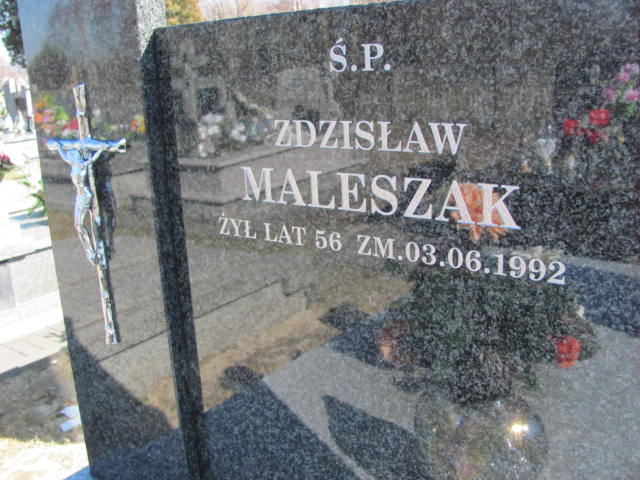 Ś.P.
ZDZISŁAW
MALESZAK
ŻYŁ LAT 56 ZM.03.06.1992